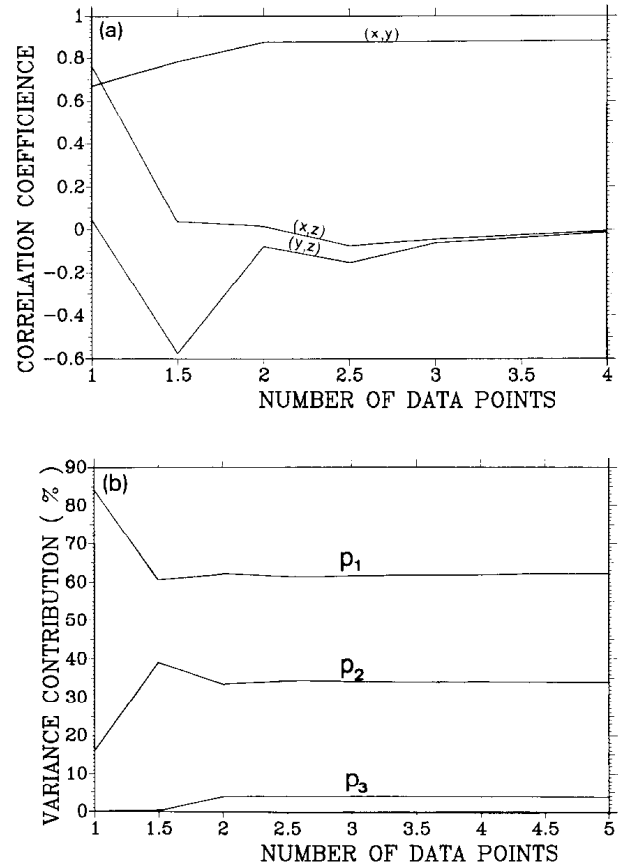 (a)
CORRELATION COEFFICIENCE
1
0.8
0.6
0.4
0.2
0
−0.2
−0.4
−0.6
(x,y)
(x,z)
(y,z)
1 1.5 2 2.5 3 3.5 4
NUMBER OF DATA POINTS
(b)
VARIANCE CONTRIBUTION ( % )
90
80
70
60
50
40
30
20
10
0
p1
p2
p3
1 1.5 2 2.5 3 3.5 4 4.5 5
NUMBER OF DATA POINTS